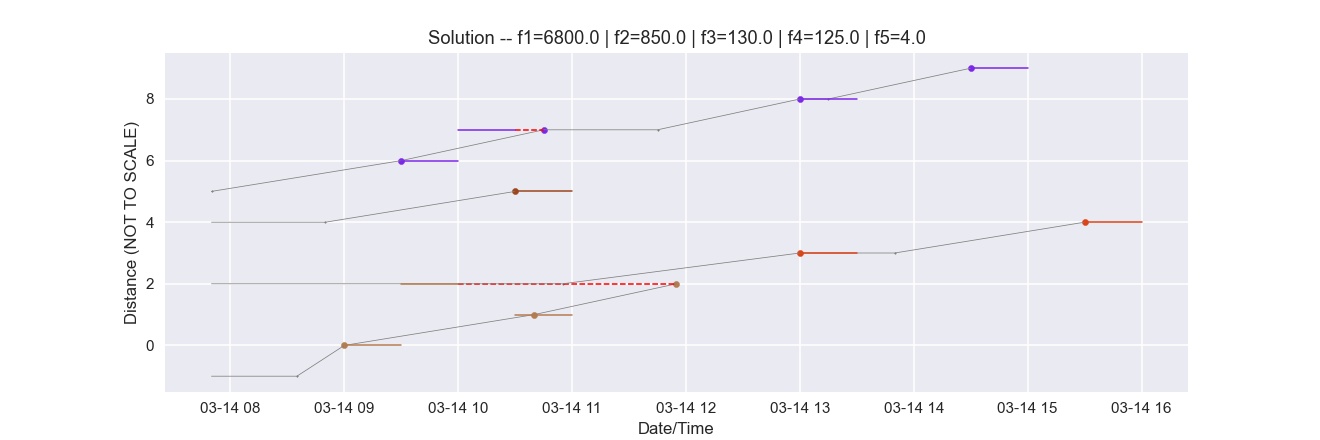 Solution -- f1=6800.0 | f2=850.0 | f3=130.0 | f4=125.0 | f5=4.0
Distance (NOT TO SCALE)
8
6
4
2
0
03-14 08 03-14 09 03-14 10 03-14 11 03-14 12 03-14 13 03-14 14 03-14 15 03-14 16
Date/Time